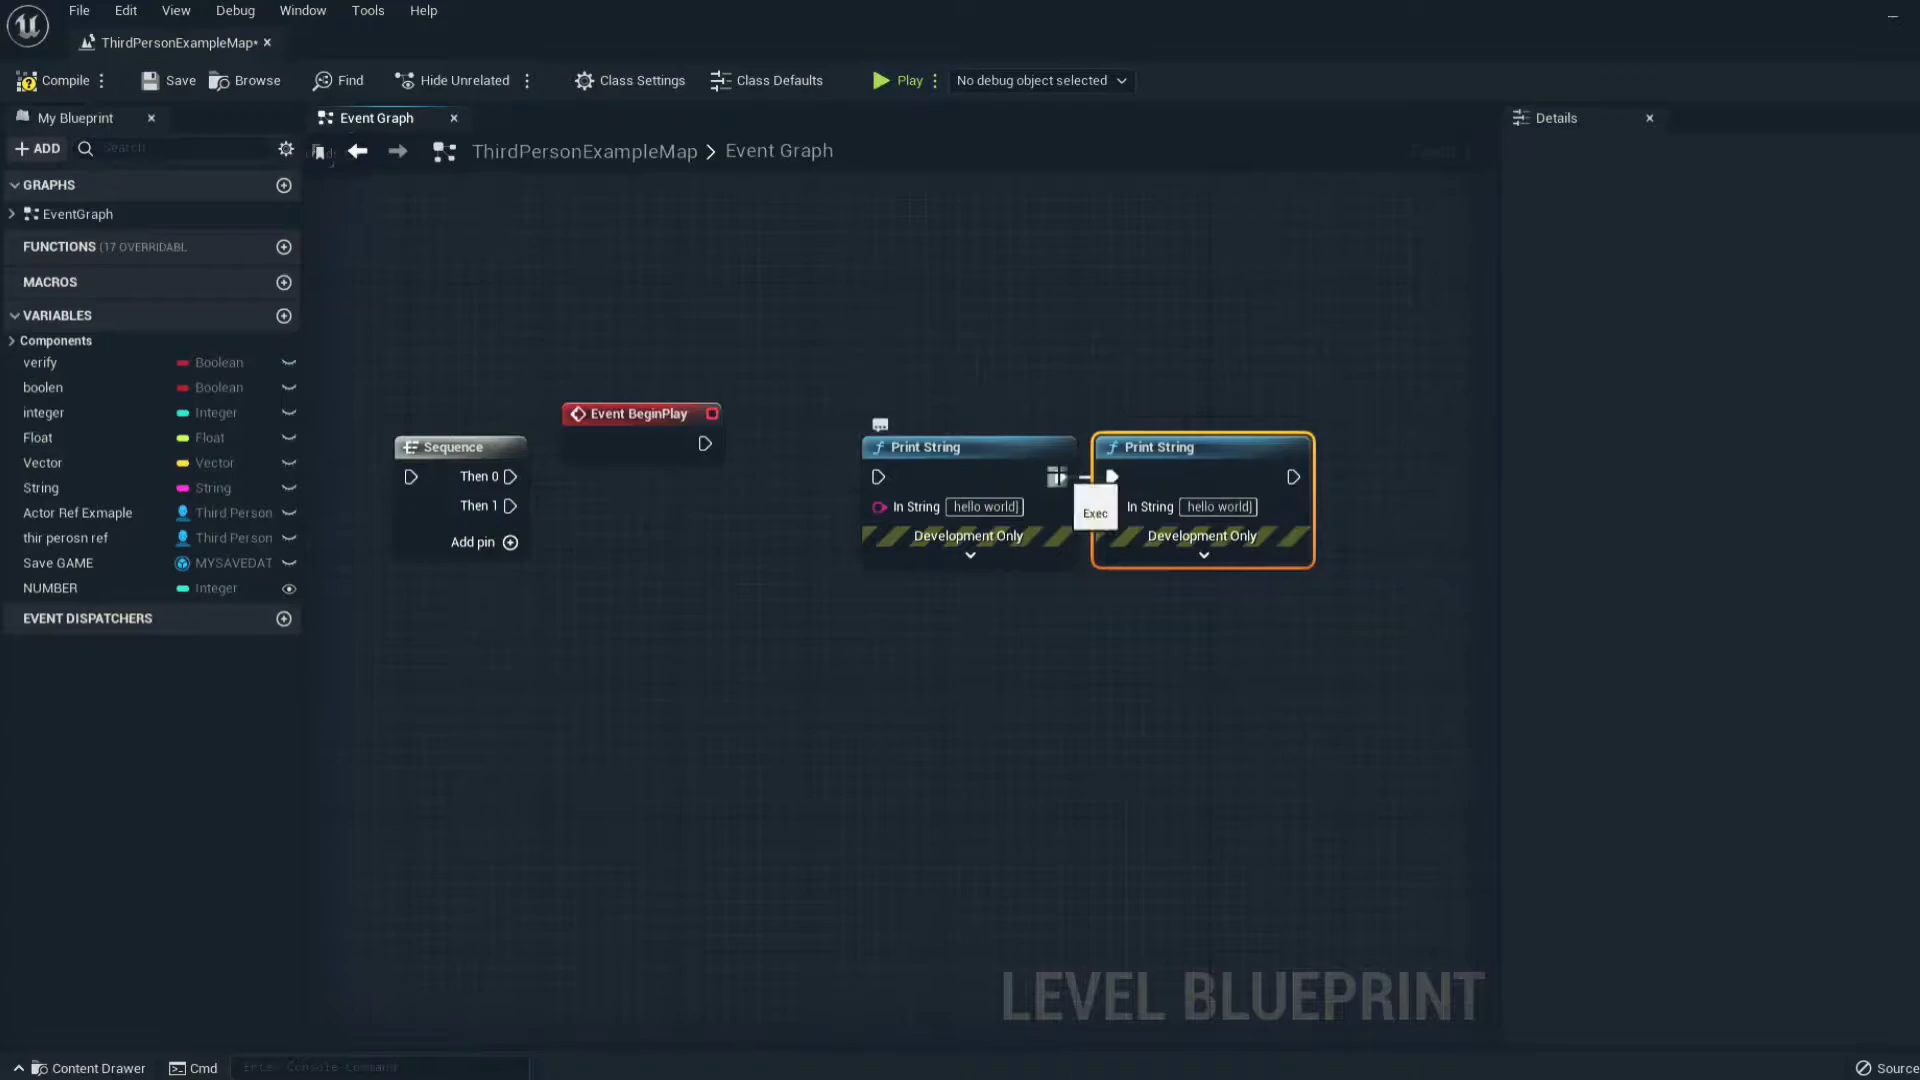 File Edit View Debug Window Tools Help
ThirdPersonExampleMap* ×
Compile Save Browse Find Hide Unrelated Class Settings Class Defaults Play No debug object selected
My Blueprint × Event Graph × Details ×
+ ADD Search ThirdPersonExampleMap > Event Graph
GRAPHS
EventGraph
FUNCTIONS (17 OVERRIDABL
MACROS
VARIABLES
Components
verify Boolean
boolen Boolean
integer Integer
Float Float
Vector Vector
String String
Actor Ref Exmaple Third Person
thir perosn ref Third Person
Save GAME MYSAVEDAT
NUMBER Integer
EVENT DISPATCHERS
Sequence
Then 0
Then 1
Add pin
Event BeginPlay
Print String
In String hello world]
Development Only
Exec
Print String
In String hello world]
Development Only
LEVEL BLUEPRINT
Content Drawer Cmd Enter Console Command Source